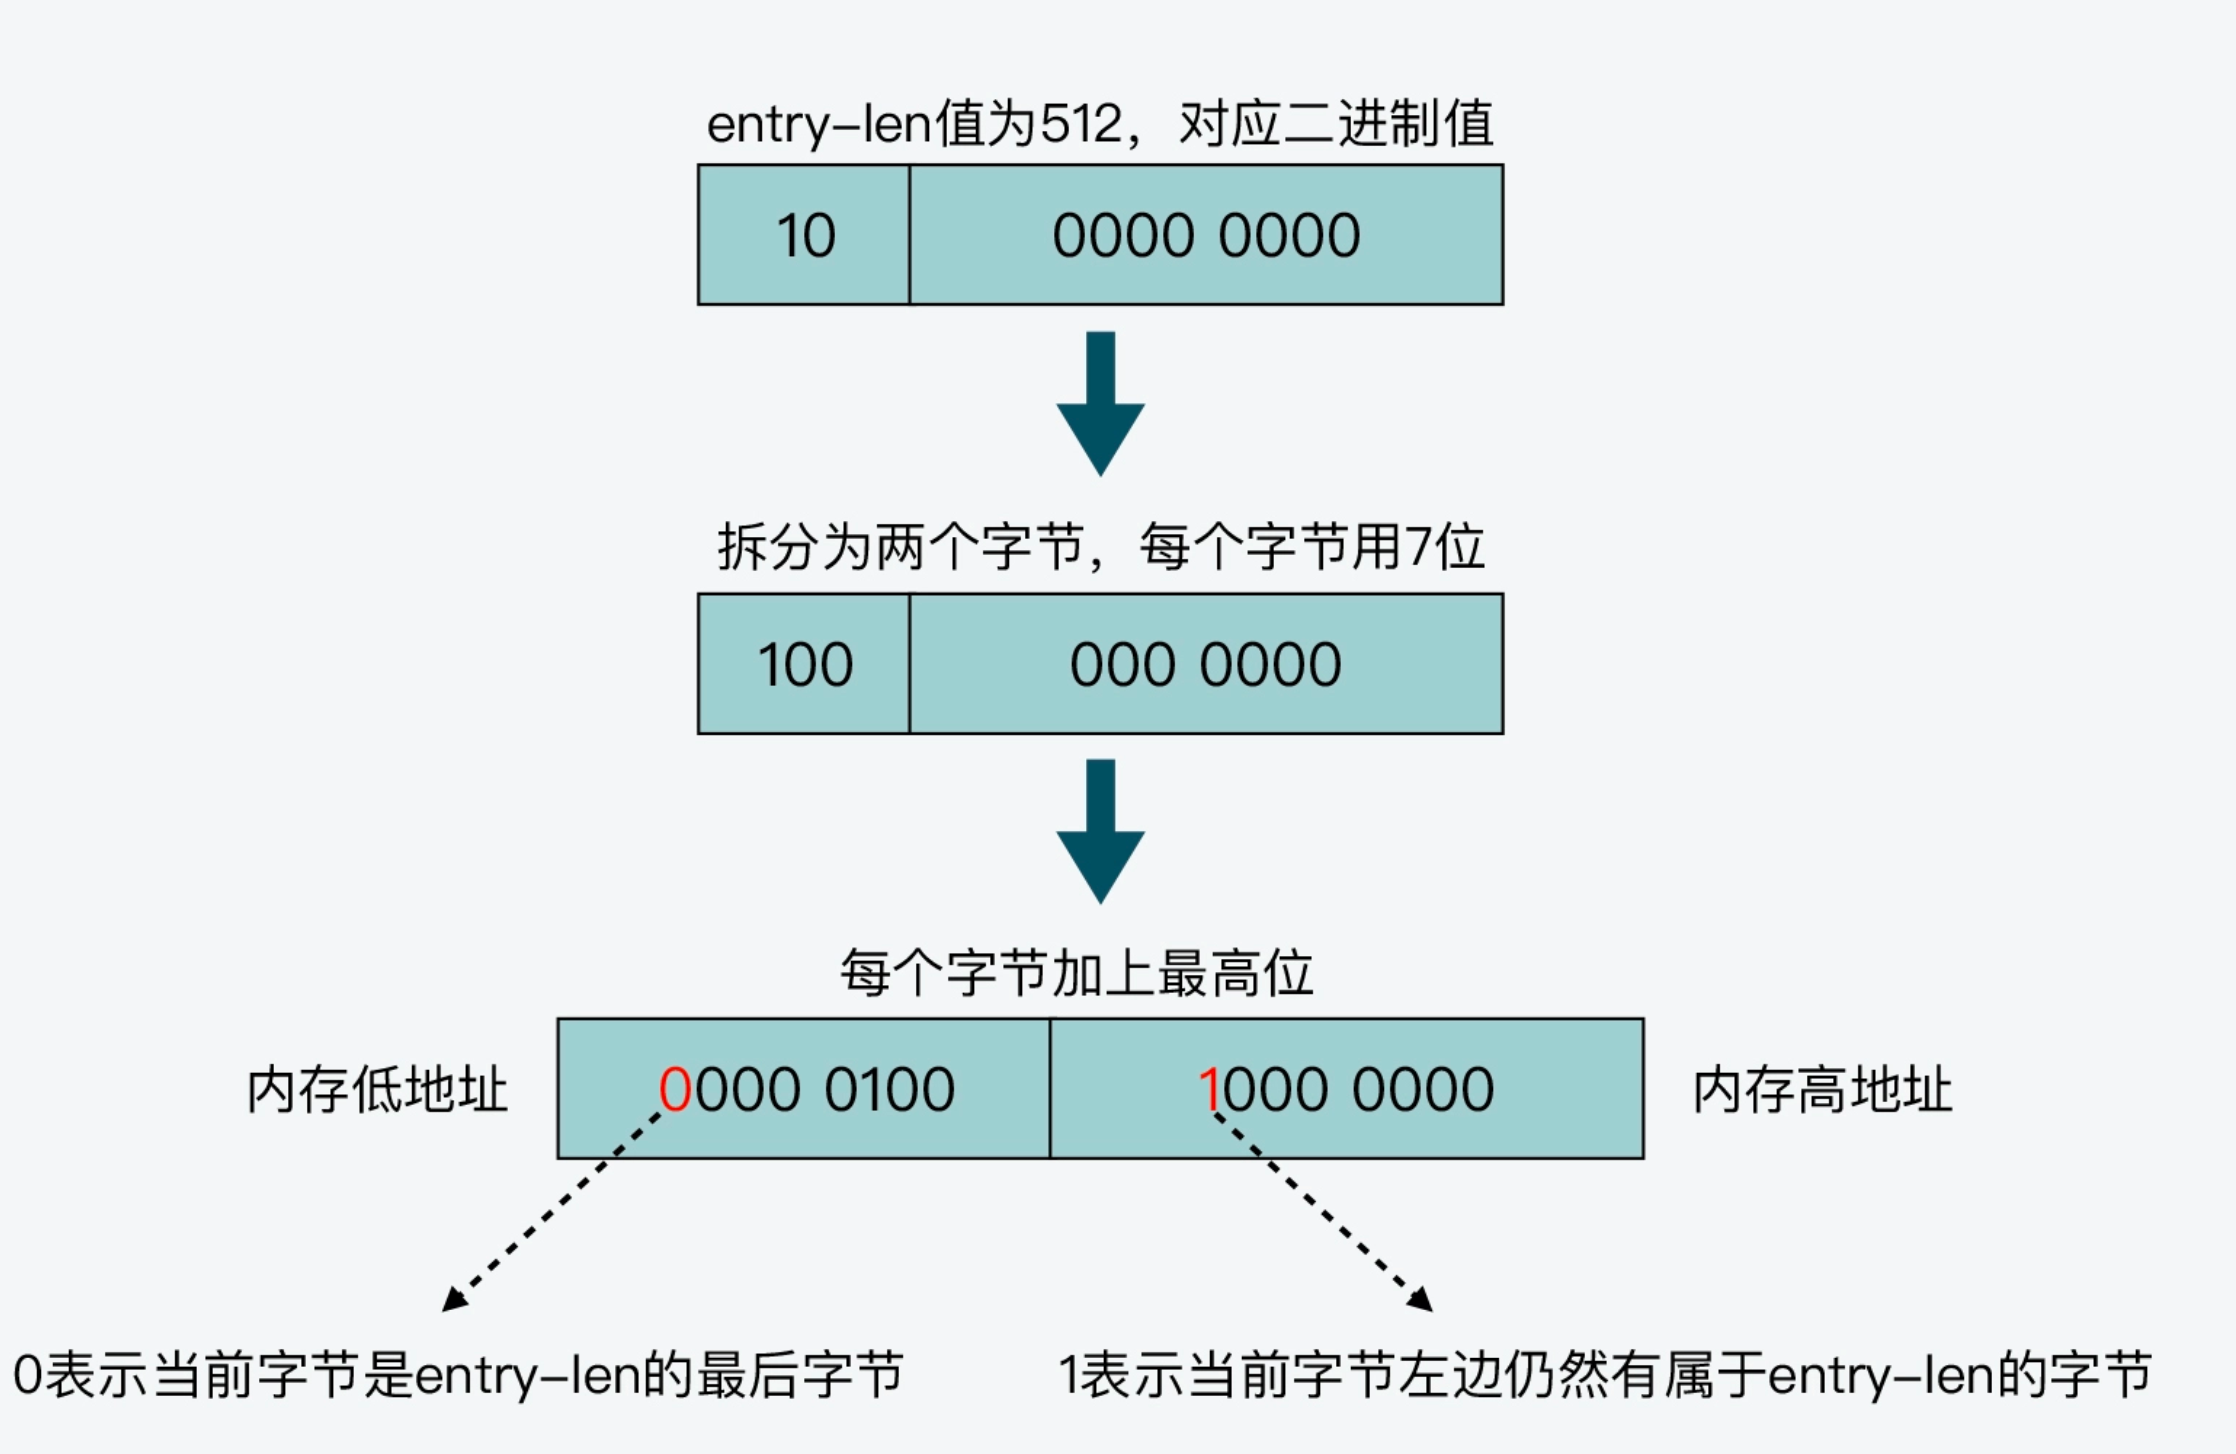 entry-len值为512，对应二进制值
10 0000 0000
拆分为两个字节，每个字节用7位
100 000 0000
每个字节加上最高位
内存低地址 0000 0100 1000 0000 内存高地址
0表示当前字节是entry-len的最后字节 1表示当前字节左边仍然有属于entry-len的字节